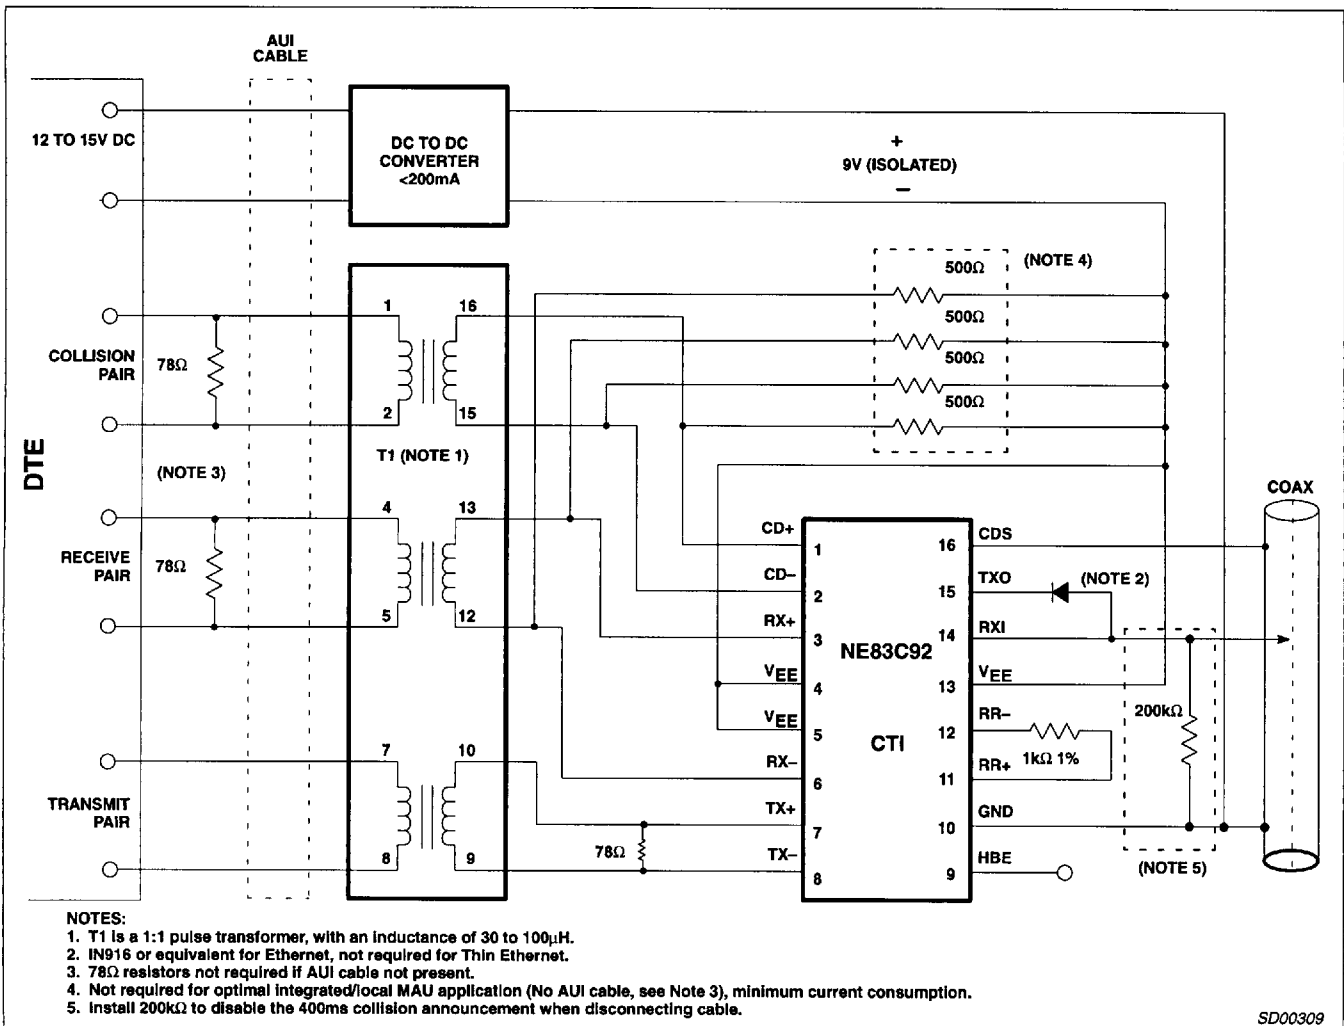 AUI
CABLE
12 TO 15V DC
DC TO DC
CONVERTER
<200mA
+
9V (ISOLATED)
−
500Ω
(NOTE 4)
500Ω
500Ω
500Ω
1
16
COLLISION
PAIR
78Ω
2
15
T1 (NOTE 1)
DTE
(NOTE 3)
4
13
RECEIVE
PAIR
78Ω
5
12
7
10
TRANSMIT
PAIR
8
9
78Ω
COAX
CD+
1
16
CDS
CD–
2
15
TXO
(NOTE 2)
RX+
3
14
RXI
NE83C92
VEE
4
13
VEE
200kΩ
VEE
5
12
RR–
CTI
1kΩ 1%
RX–
6
11
RR+
TX+
7
10
GND
TX–
8
9
HBE
(NOTE 5)
NOTES:
1. T1 is a 1:1 pulse transformer, with an inductance of 30 to 100µH.
2. IN916 or equivalent for Ethernet, not required for Thin Ethernet.
3. 78Ω resistors not required if AUI cable not present.
4. Not required for optimal integrated/local MAU application (No AUI cable, see Note 3), minimum current consumption.
5. Install 200kΩ to disable the 400ms collision announcement when disconnecting cable.
SD00309